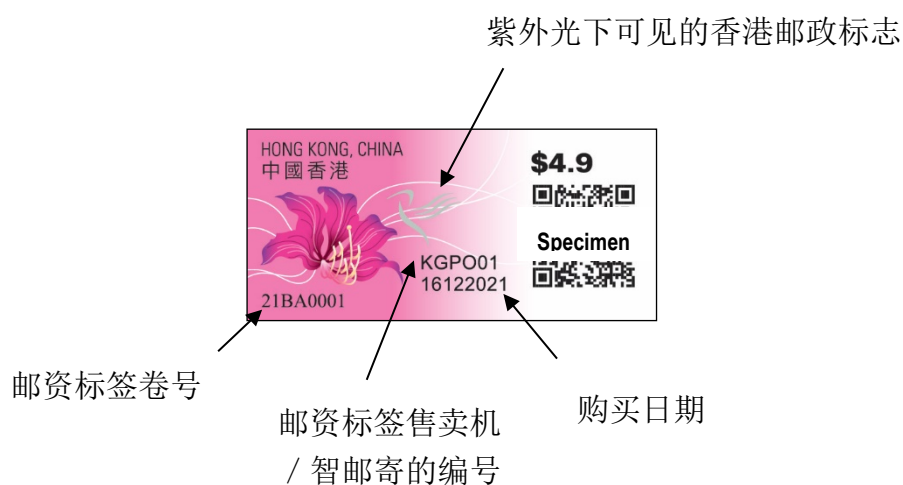 紫外光下可见的香港邮政标志
HONG KONG, CHINA
中國香港
$4.9
Specimen
KGPO01
16122021
21BA0001
邮资标签卷号
邮资标签售卖机
/ 智邮寄的编号
购买日期